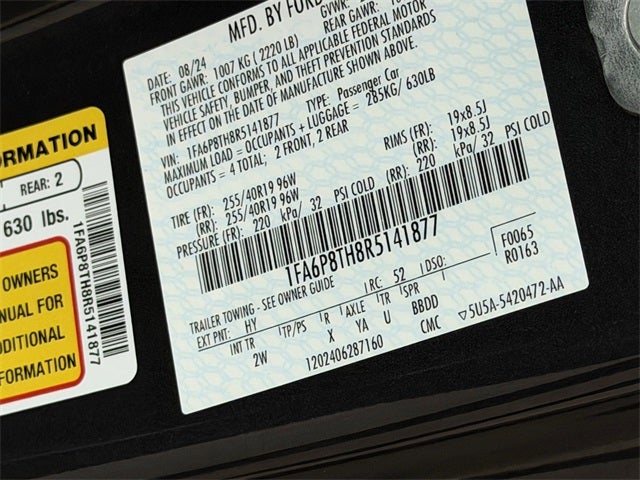 MFD. BY FORD
GVWR:
DATE: 08/24
REAR GAWR:
FRONT GAWR: 1007 KG ( 2220 LB)
THIS VEHICLE CONFORMS TO ALL APPLICABLE FEDERAL MOTOR
VEHICLE SAFETY, BUMPER, AND THEFT PREVENTION STANDARDS
IN EFFECT ON THE DATE OF MANUFACTURE SHOWN ABOVE.
VIN: 1FA6P8TH8R5141877 TYPE: Passenger Car
MAXIMUM LOAD = OCCUPANTS + LUGGAGE = 285KG/ 630LB
OCCUPANTS = 4 TOTAL; 2 FRONT, 2 REAR
TIRE (FR): 255/40R19 96W RIMS (FR): 19x8.5J
(RR): 255/40R19 96W (RR): 19x8.5J
PRESSURE (FR): 220 kPa/ 32 PSI COLD (RR): 220 kPa/32 PSI COLD
1FA6P8TH8R5141877
F0065
R0163
TRAILER TOWING - SEE OWNER GUIDE RC: 52 DSO:
EXT PNT: HY
INT TR TP/PS R AXLE TR SPR
2W X YA U BBDD
120240628716​0 CMC 5U5A-5420472-AA
ORMATION
REAR: 2
630 lbs.
1FA6P8TH8R5141877
OWNERS
NUAL FOR
DDITIONAL
FORMATION